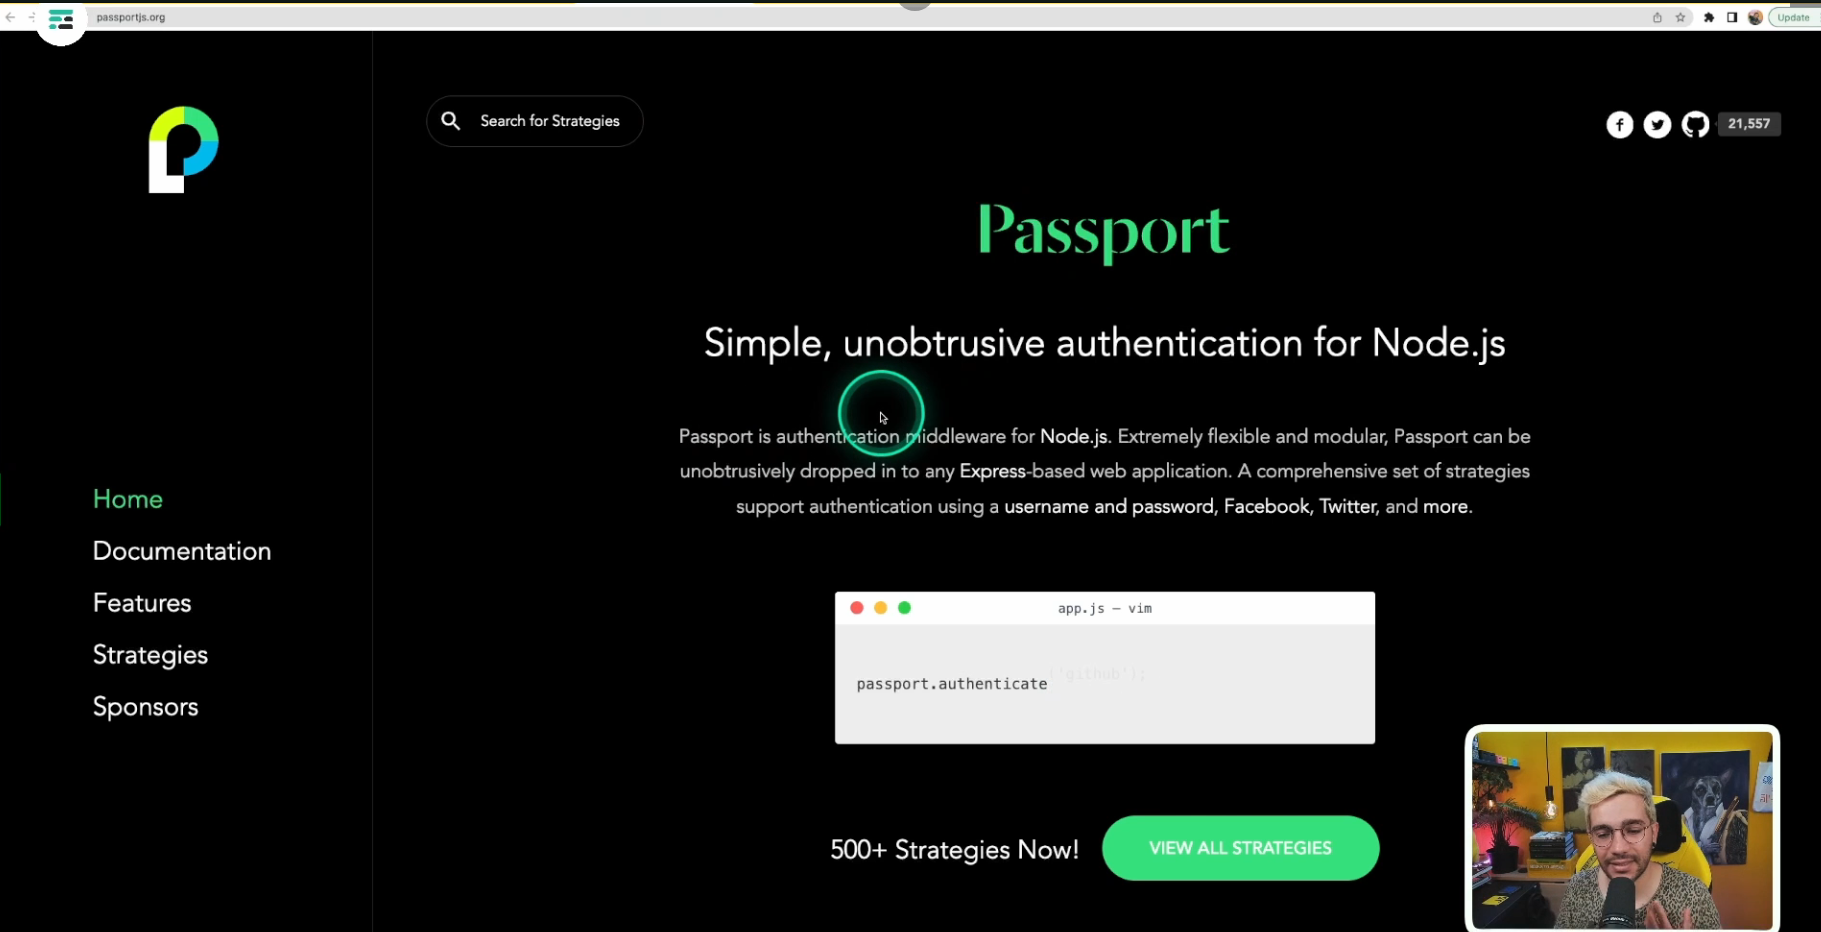 passportjs.org
Update
Search for Strategies
21,557
Passport
Simple, unobtrusive authentication for Node.js
Passport is authentication middleware for Node.js. Extremely flexible and modular, Passport can be
unobtrusively dropped in to any Express-based web application. A comprehensive set of strategies
support authentication using a username and password, Facebook, Twitter, and more.
Home
Documentation
Features
Strategies
Sponsors
app.js — vim
passport.authenticate('github');
500+ Strategies Now!
VIEW ALL STRATEGIES